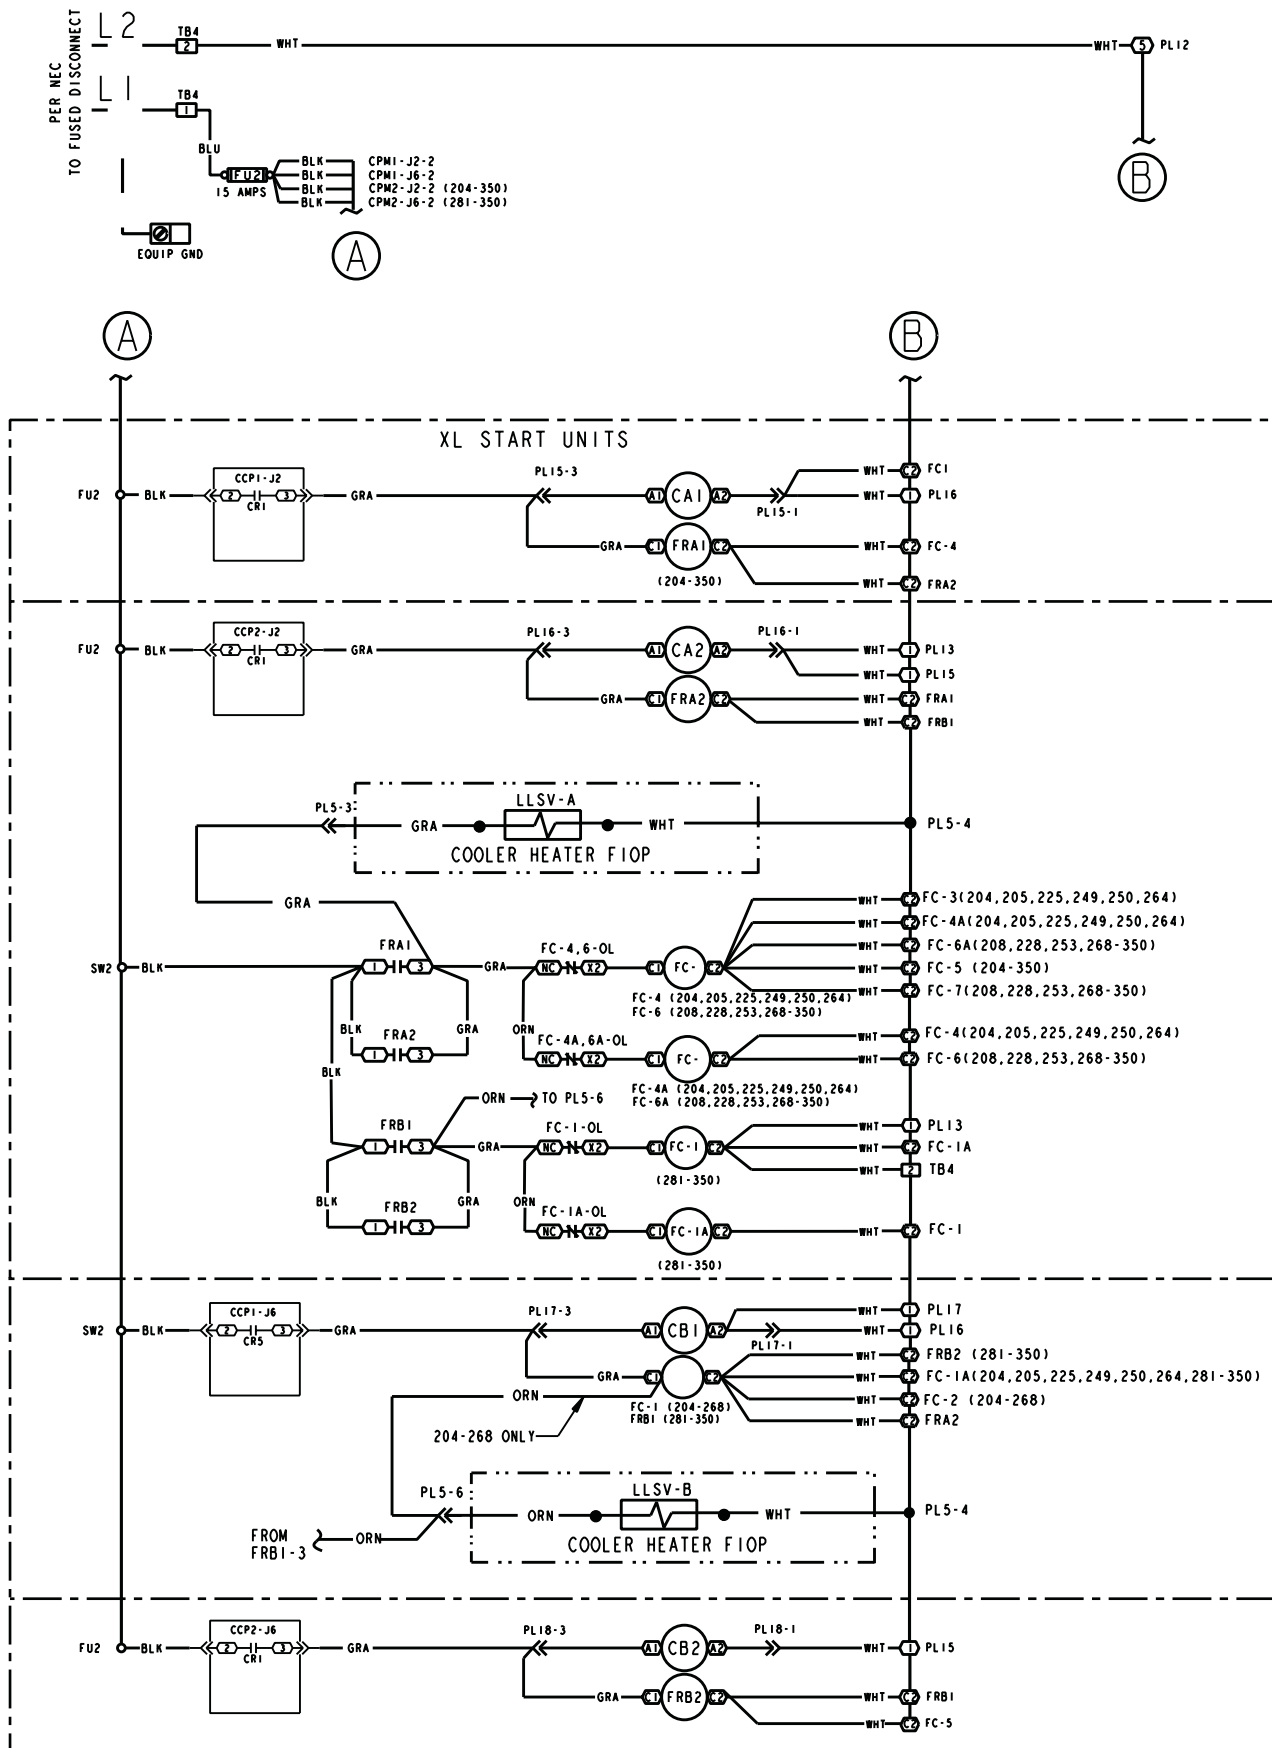 PER NEC
TO FUSED DISCONNECT
L2
TB4
2
WHT
WHT
5
PL12
L1
TB4
1
BLU
FU2
15 AMPS
BLK
CPM1-J2-2
BLK
CPM1-J6-2
BLK
CPM2-J2-2 (204-350)
BLK
CPM2-J6-2 (281-350)
EQUIP GND
A
B
A
B
XL START UNITS
FU2
BLK
CCP1-J2
2
3
CR1
GRA
PL15-3
A1
CA1
A2
PL15-1
WHT
C2
FC1
WHT
1
PL16
GRA
C1
FRA1
C2
(204-350)
WHT
C2
FC-4
WHT
C2
FRA2
FU2
BLK
CCP2-J2
2
3
CR1
GRA
PL16-3
A1
CA2
A2
PL16-1
WHT
1
PL13
WHT
1
PL15
GRA
C1
FRA2
C2
WHT
C2
FRA1
WHT
C2
FRB1
PL5-3
GRA
LLSV-A
WHT
COOLER HEATER FIOP
PL5-4
GRA
SW2
BLK
FRA1
1
3
GRA
FC-4,6-OL
NC
X2
C1
FC-
C2
FC-4 (204,205,225,249,250,264)
FC-6 (208,228,253,268-350)
WHT
C2
FC-3(204,205,225,249,250,264)
WHT
C2
FC-4A(204,205,225,249,250,264)
WHT
C2
FC-6A(208,228,253,268-350)
WHT
C2
FC-5 (204-350)
WHT
C2
FC-7(208,228,253,268-350)
BLK
FRA2
1
3
GRA
ORN
FC-4A,6A-OL
NC
X2
C1
FC-
C2
FC-4A (204,205,225,249,250,264)
FC-6A (208,228,253,268-350)
WHT
C2
FC-4(204,205,225,249,250,264)
WHT
C2
FC-6(208,228,253,268-350)
BLK
ORN
TO PL5-6
FRB1
1
3
GRA
FC-1-OL
NC
X2
C1
FC-1
C2
(281-350)
WHT
1
PL13
WHT
C2
FC-1A
WHT
2
TB4
BLK
FRB2
1
3
GRA
ORN
FC-1A-OL
NC
X2
C1
FC-1A
C2
(281-350)
WHT
C2
FC-1
SW2
BLK
CCP1-J6
2
3
CR5
GRA
PL17-3
A1
CB1
A2
PL17-1
WHT
1
PL17
WHT
1
PL16
GRA
C1
C2
FC-1 (204-268)
FRB1 (281-350)
WHT
C2
FRB2 (281-350)
WHT
C2
FC-1A(204,205,225,249,250,264,281-350)
WHT
C2
FC-2 (204-268)
WHT
C2
FRA2
ORN
204-268 ONLY
PL5-6
ORN
LLSV-B
WHT
COOLER HEATER FIOP
PL5-4
FROM
FRB1-3
ORN
FU2
BLK
CCP2-J6
2
3
CR1
GRA
PL18-3
A1
CB2
A2
PL18-1
WHT
1
PL15
GRA
C1
FRB2
C2
WHT
C2
FRB1
WHT
C2
FC-5